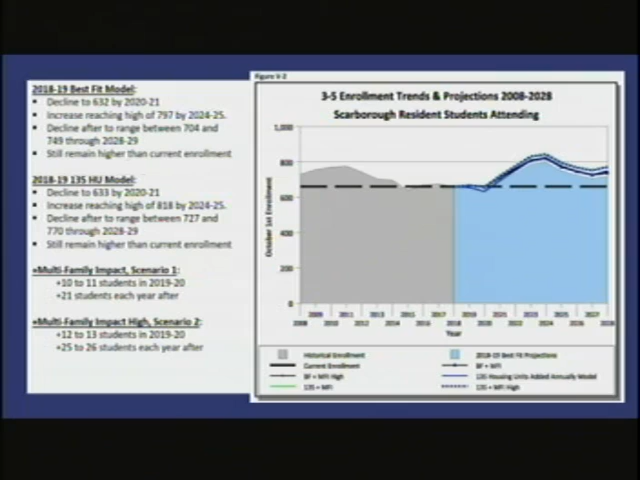 2018-19 Best Fit Model:
▪ Decline to 632 by 2020-21
▪ Increase reaching high of 797 by 2024-25.
▪ Decline after to range between 704 and
749 through 2028-29
▪ Still remain higher than current enrollment
2018-19 135 HU Model:
▪ Decline to 633 by 2020-21
▪ Increase reaching high of 818 by 2024-25.
▪ Decline after to range between 727 and
770 through 2028-29
▪ Still remain higher than current enrollment
+Multi-Family Impact, Scenario 1:
+10 to 11 students in 2019-20
+21 students each year after
+Multi-Family Impact High, Scenario 2:
+12 to 13 students in 2019-20
+25 to 26 students each year after
Figure V-2
3-5 Enrollment Trends & Projections 2008-2028
Scarborough Resident Students Attending
October 1st Enrollment
1,000
800
600
400
200
0
2009 2011 2013 2015 2017 2019 2021 2023 2025 2027
2008 2010 2012 2014 2016 2018 2020 2022 2024 2026 2028
Year
Historical Enrollment
2018-19 Best Fit Projections
Current Enrollment
BF + MFI
BF + MFI High
135 Housing Units Added Annually Model
135 + MFI
135 + MFI High